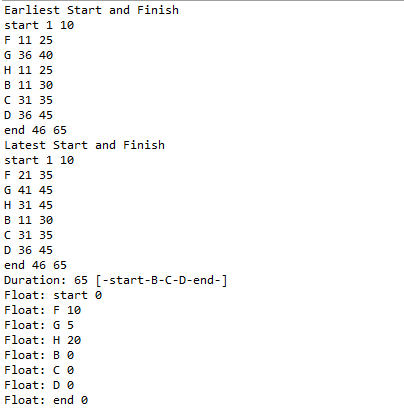 Earliest Start and Finish
start 1 10
F 11 25
G 36 40
H 11 25
B 11 30
C 31 35
D 36 45
end 46 65
Latest Start and Finish
start 1 10
F 21 35
G 41 45
H 31 45
B 11 30
C 31 35
D 36 45
end 46 65
Duration: 65 [-start-B-C-D-end-]
Float: start 0
Float: F 10
Float: G 5
Float: H 20
Float: B 0
Float: C 0
Float: D 0
Float: end 0